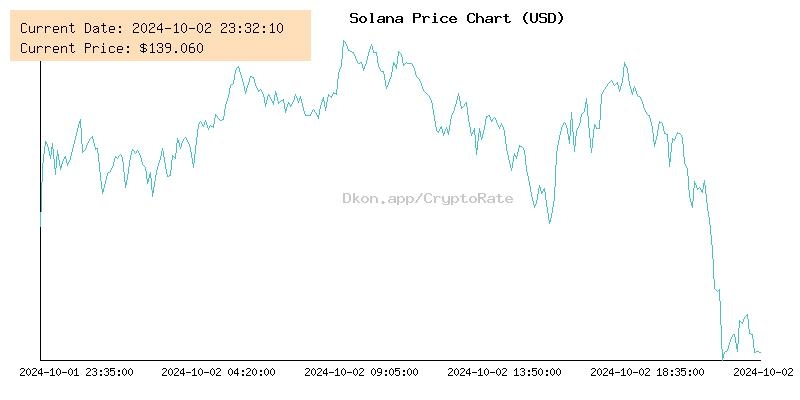 Solana Price Chart (USD)
Current Date: 2024-10-02 23:32:10
Current Price: $139.060
Dkon.app/CryptoRate
2024-10-01 23:35:00 2024-10-02 04:20:00 2024-10-02 09:05:00 2024-10-02 13:50:00 2024-10-02 18:35:00 2024-10-02